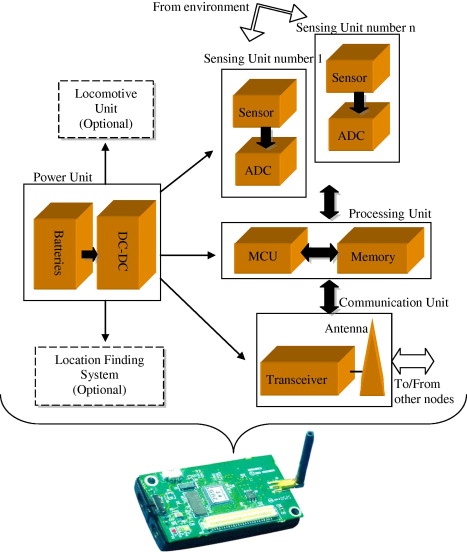 From environment
Sensing Unit number n
Sensing Unit number 1
Sensor
ADC
Sensor
ADC
Locomotive
Unit
(Optional)
Power Unit
Batteries
DC-DC
Processing Unit
MCU
Memory
Communication Unit
Antenna
Transceiver
To/From
other nodes
Location Finding
System
(Optional)